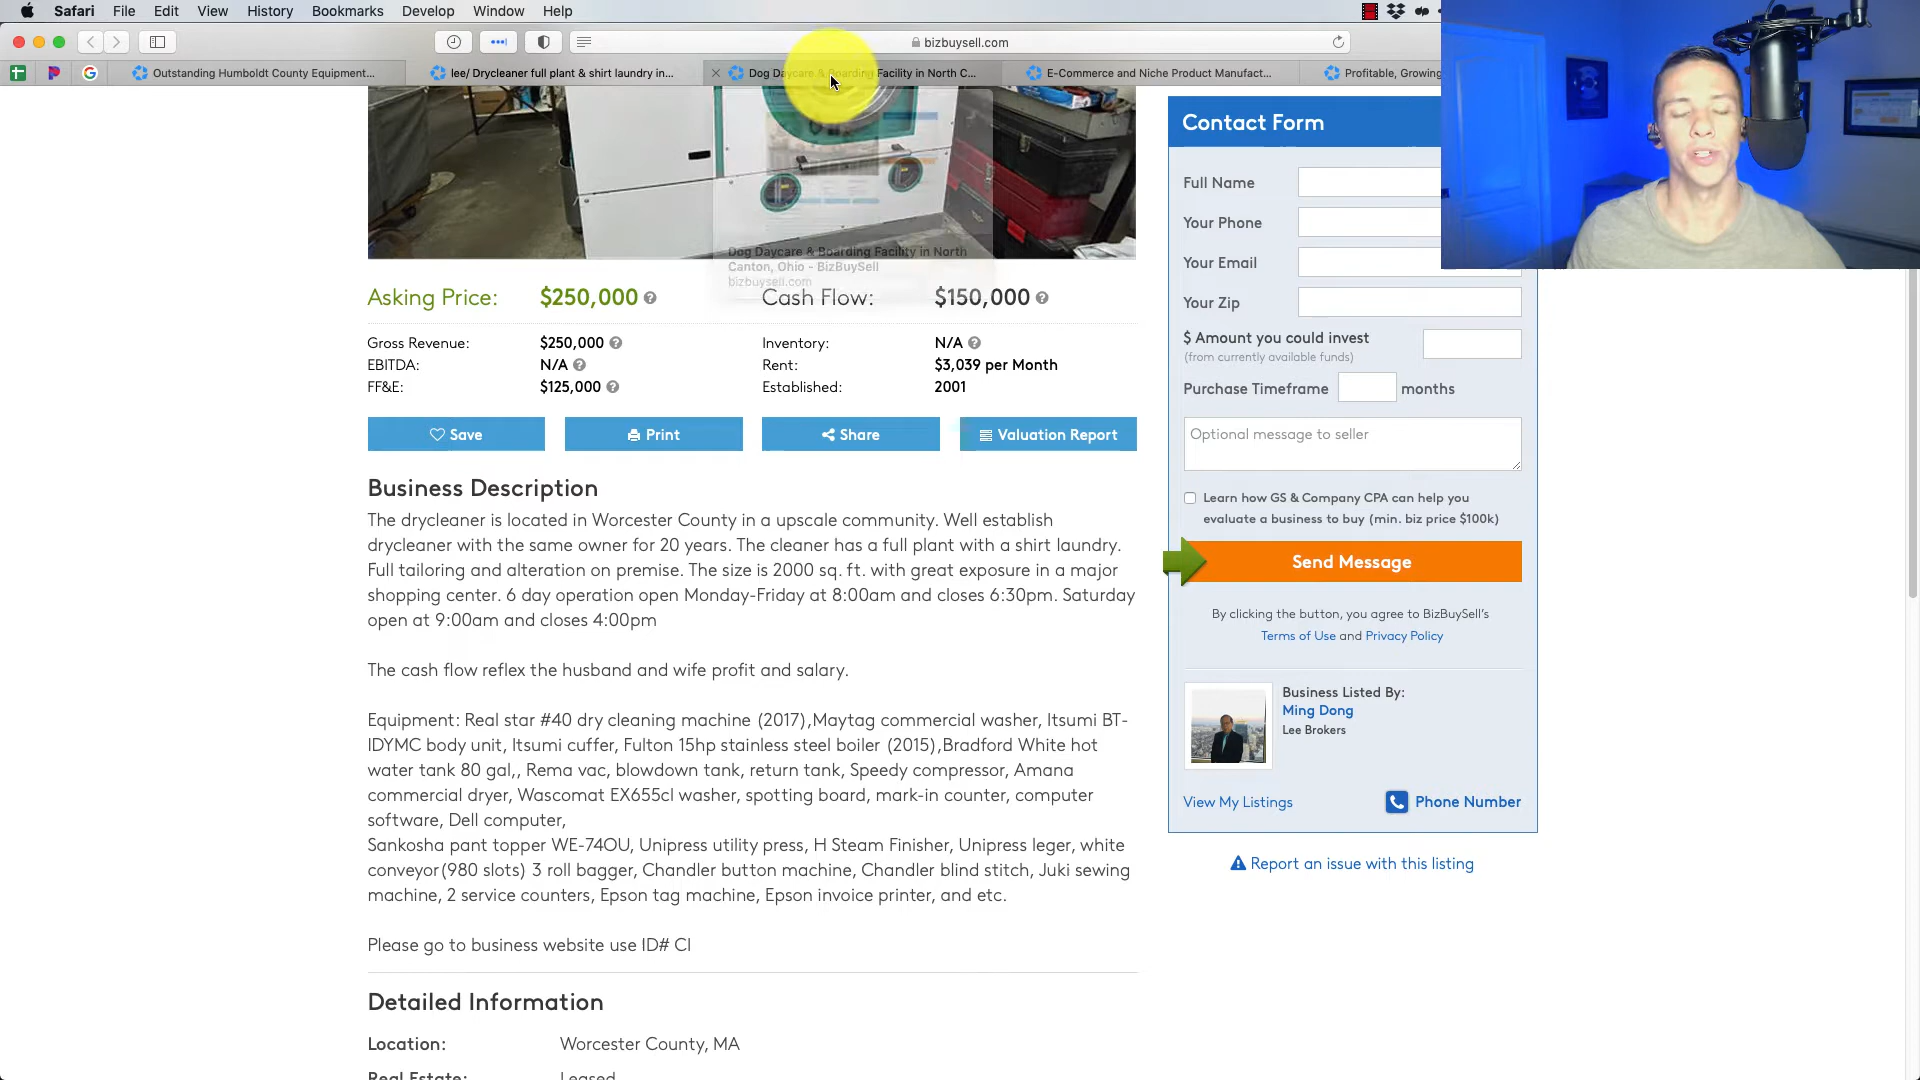 Safari File Edit View History Bookmarks Develop Window Help
bizbuysell.com
Outstanding Humboldt County Equipment...
lee/ Drycleaner full plant & shirt laundry in...
Dog Daycare & Boarding Facility in North C...
E-Commerce and Niche Product Manufact...
Profitable, Growing
Dog Daycare & Boarding Facility in North
Canton, Ohio - BizBuySell
bizbuysell.com
Asking Price: $250,000 Cash Flow: $150,000
Gross Revenue: $250,000 Inventory: N/A
EBITDA: N/A Rent: $3,039 per Month
FF&E: $125,000 Established: 2001
Save Print Share Valuation Report
Business Description
The drycleaner is located in Worcester County in a upscale community. Well establish
drycleaner with the same owner for 20 years. The cleaner has a full plant with a shirt laundry.
Full tailoring and alteration on premise. The size is 2000 sq. ft. with great exposure in a major
shopping center. 6 day operation open Monday-Friday at 8:00am and closes 6:30pm. Saturday
open at 9:00am and closes 4:00pm
The cash flow reflex the husband and wife profit and salary.
Equipment: Real star #40 dry cleaning machine (2017),Maytag commercial washer, Itsumi BT-
IDYMC body unit, Itsumi cuffer, Fulton 15hp stainless steel boiler (2015),Bradford White hot
water tank 80 gal,, Rema vac, blowdown tank, return tank, Speedy compressor, Amana
commercial dryer, Wascomat EX655cl washer, spotting board, mark-in counter, computer
software, Dell computer,
Sankosha pant topper WE-74OU, Unipress utility press, H Steam Finisher, Unipress leger, white
conveyor(980 slots) 3 roll bagger, Chandler button machine, Chandler blind stitch, Juki sewing
machine, 2 service counters, Epson tag machine, Epson invoice printer, and etc.
Please go to business website use ID# CI
Detailed Information
Location: Worcester County, MA
Real Estate: Leased
Contact Form
Full Name
Your Phone
Your Email
Your Zip
$ Amount you could invest
(from currently available funds)
Purchase Timeframe months
Optional message to seller
Learn how GS & Company CPA can help you
evaluate a business to buy (min. biz price $100k)
Send Message
By clicking the button, you agree to BizBuySell's
Terms of Use and Privacy Policy
Business Listed By:
Ming Dong
Lee Brokers
View My Listings Phone Number
Report an issue with this listing